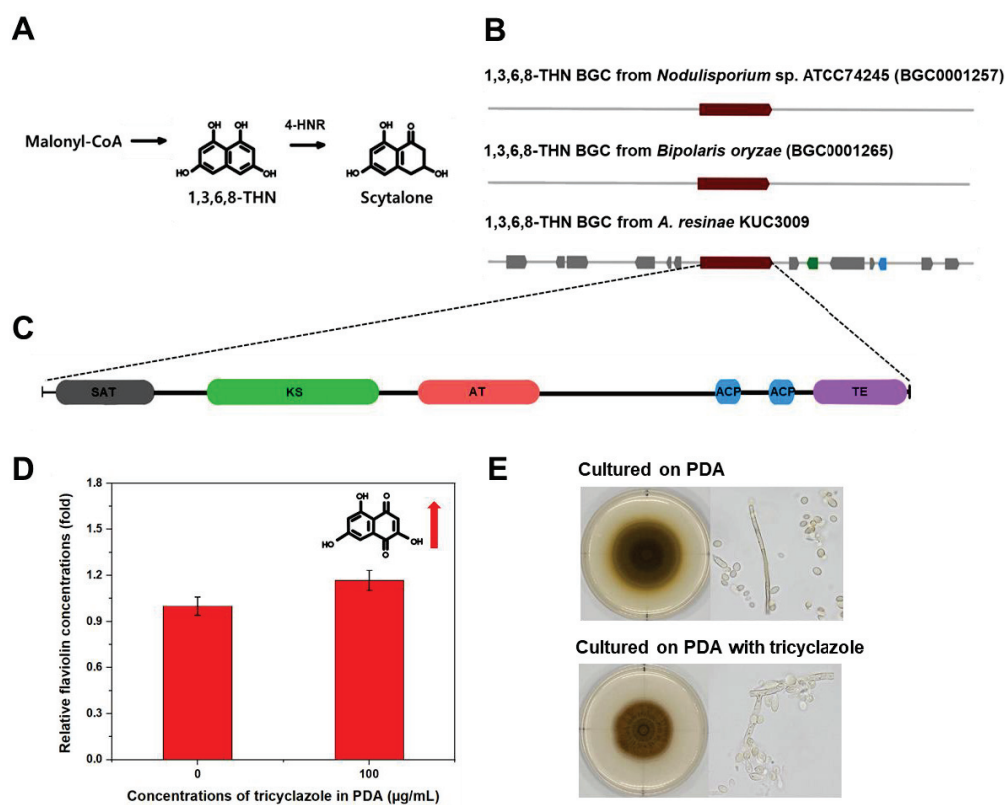 A
Malonyl-CoA
OH OH
HO OH
1,3,6,8-THN
4-HNR
OH O
HO OH
Scytalone
B
1,3,6,8-THN BGC from Nodulisporium sp. ATCC74245 (BGC0001257)
1,3,6,8-THN BGC from Bipolaris oryzae (BGC0001265)
1,3,6,8-THN BGC from A. resinae KUC3009
C
SAT KS AT ACP ACP TE
D
Relative flaviolin concentrations (fold)
1.8
1.5
1.2
0.9
0.6
0.3
0.0
OH O
HO OH
O
0 100
Concentrations of tricyclazole in PDA (μg/mL)
E
Cultured on PDA
Cultured on PDA with tricyclazole